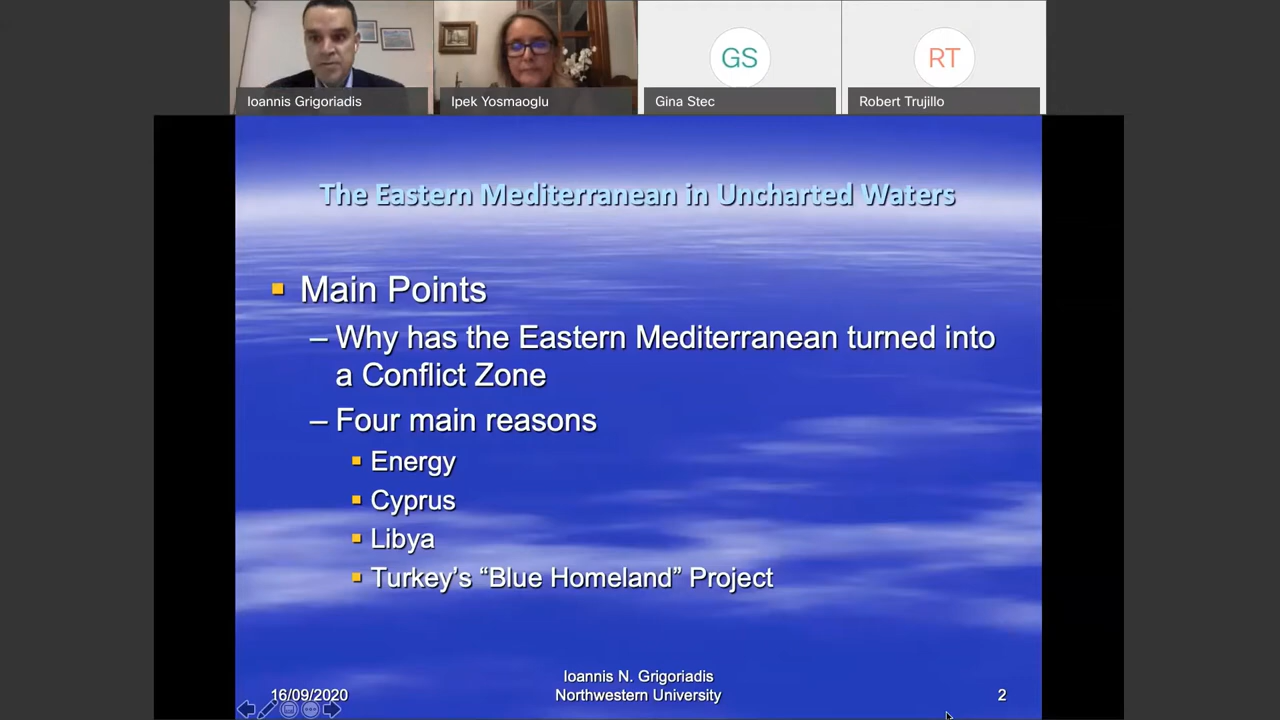 GS
RT
Ioannis Grigoriadis
Ipek Yosmaoglu
Gina Stec
Robert Trujillo
The Eastern Mediterranean in Uncharted Waters
Main Points
– Why has the Eastern Mediterranean turned into
a Conflict Zone
– Four main reasons
Energy
Cyprus
Libya
Turkey’s “Blue Homeland” Project
Ioannis N. Grigoriadis
16/09/2020
Northwestern University
2